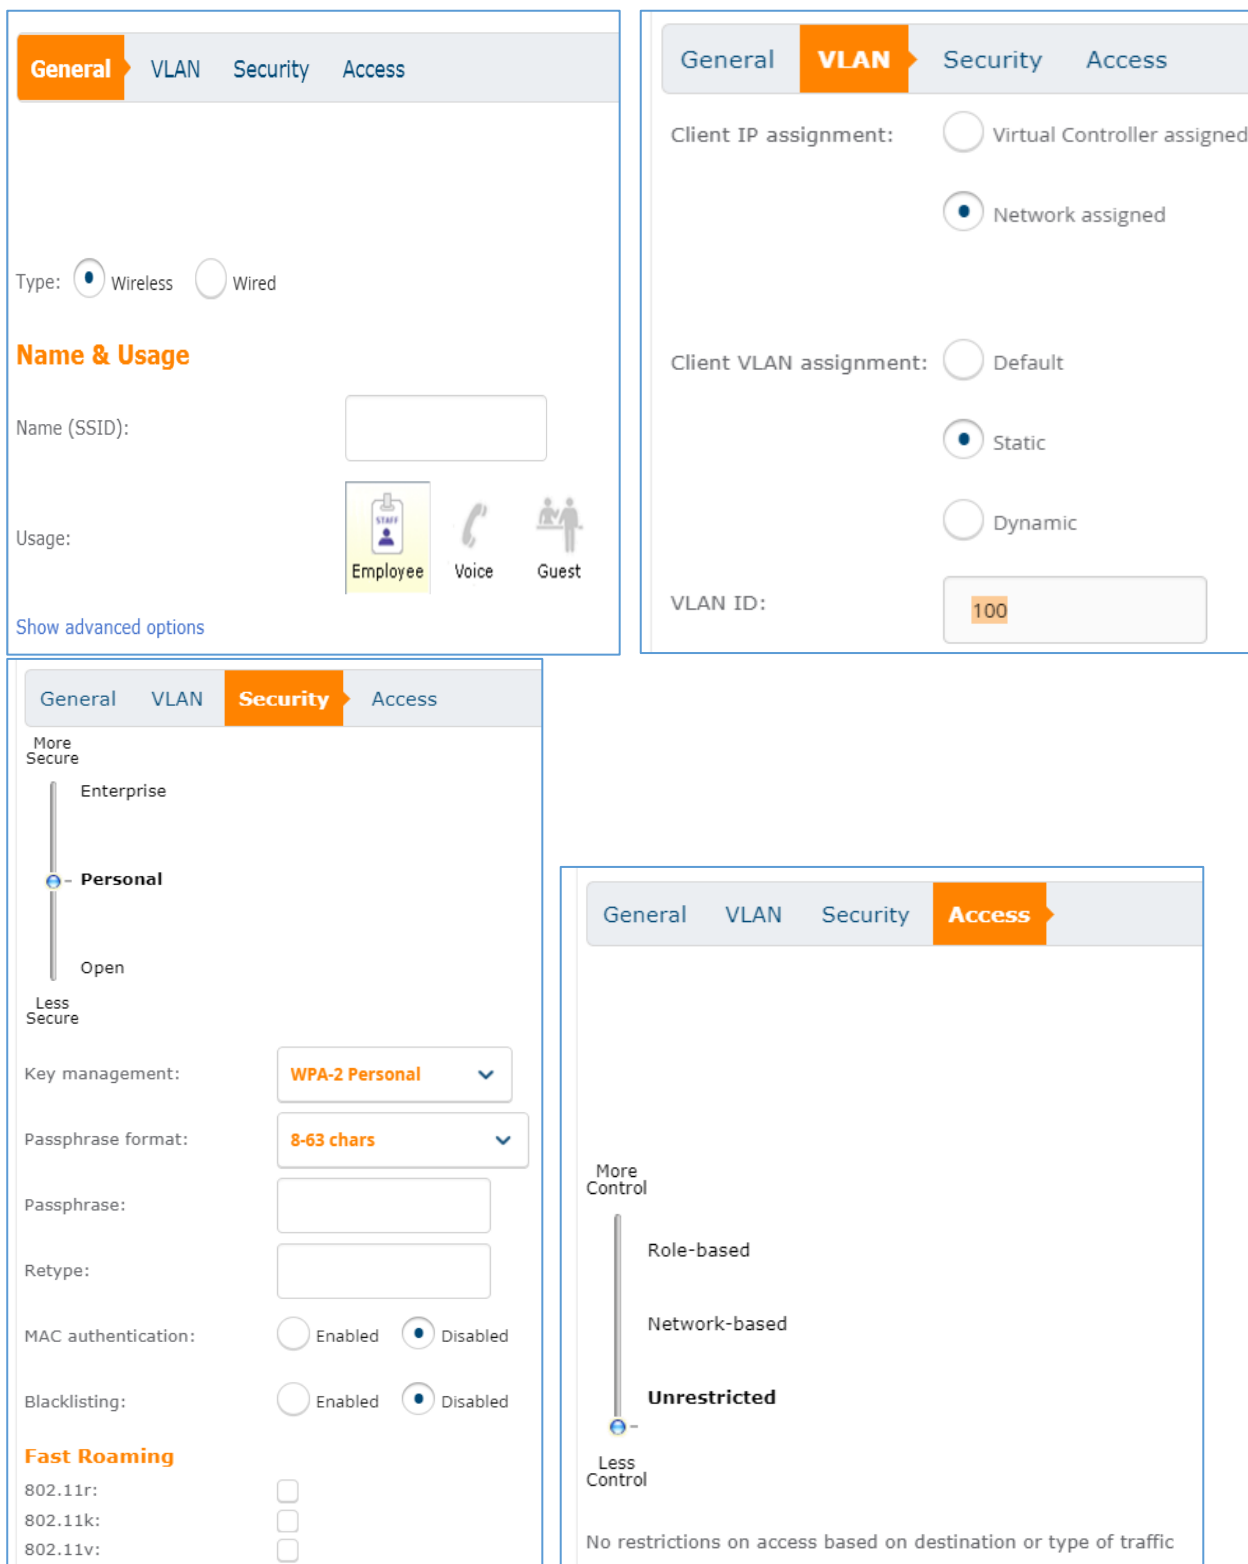 General VLAN Security Access
Type: Wireless Wired
Name & Usage
Name (SSID):
Usage:
STAFF
Employee Voice Guest
Show advanced options
General VLAN Security Access
Client IP assignment: Virtual Controller assigned
Network assigned
Client VLAN assignment: Default
Static
Dynamic
VLAN ID: 100
General VLAN Security Access
More
Secure
Enterprise
Personal
Open
Less
Secure
Key management: WPA-2 Personal
Passphrase format: 8-63 chars
Passphrase:
Retype:
MAC authentication: Enabled Disabled
Blacklisting: Enabled Disabled
Fast Roaming
802.11r:
802.11k:
802.11v:
General VLAN Security Access
More
Control
Role-based
Network-based
Unrestricted
Less
Control
No restrictions on access based on destination or type of traffic